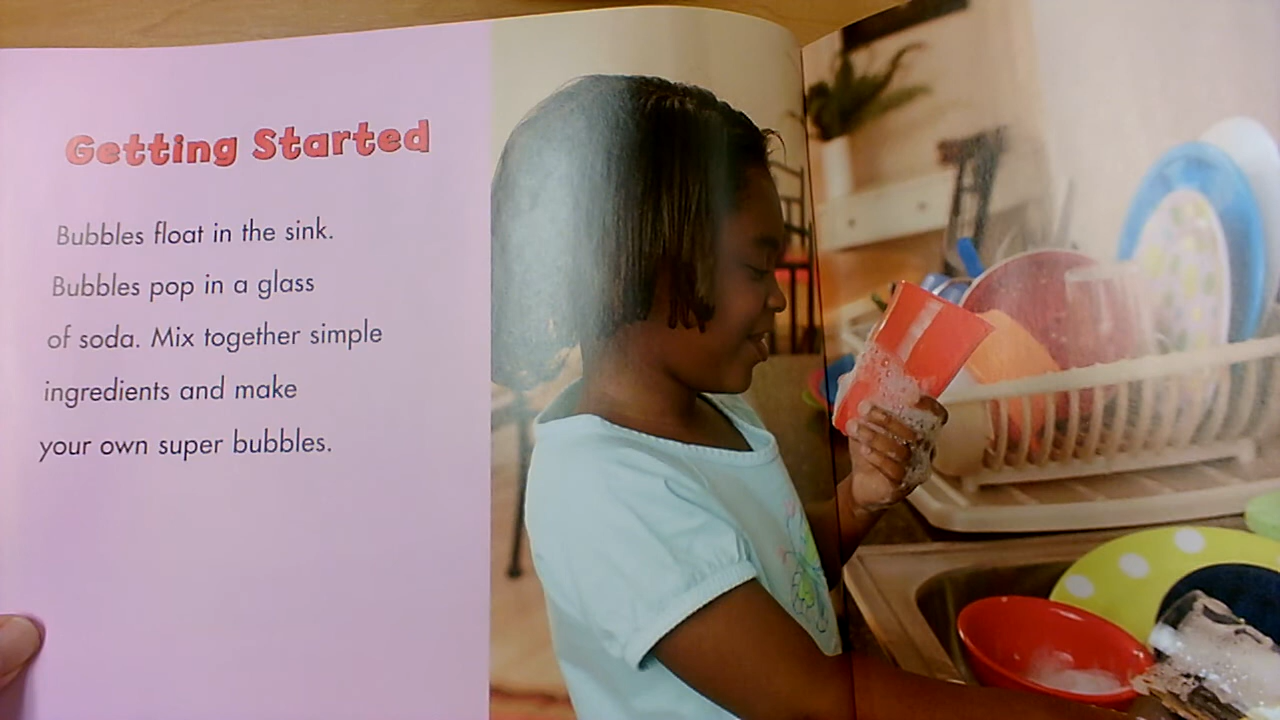 Getting Started
Bubbles float in the sink.
Bubbles pop in a glass
of soda. Mix together simple
ingredients and make
your own super bubbles.